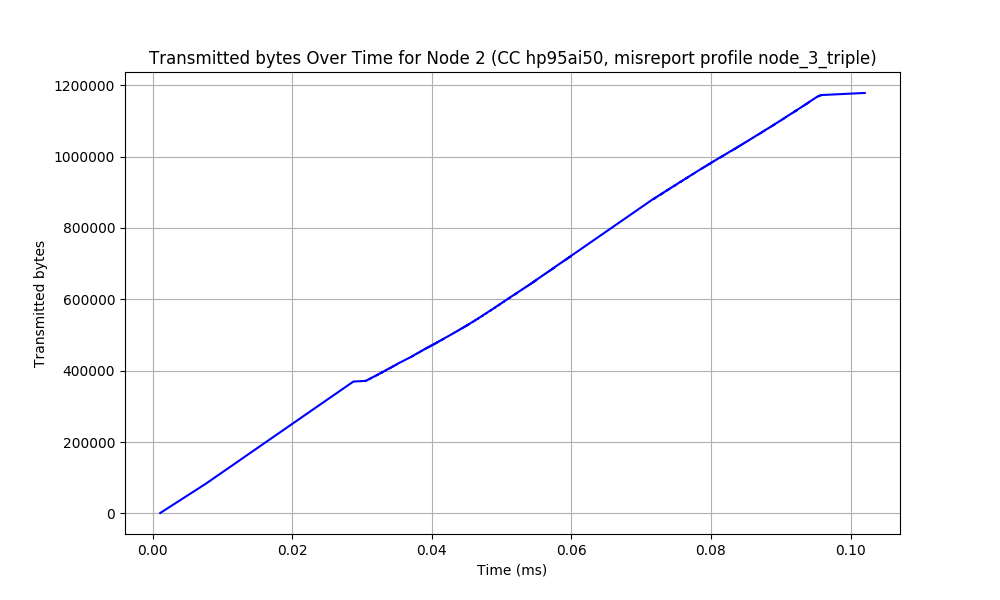 Transmitted bytes Over Time for Node 2 (CC hp95ai50, misreport profile node_3_triple)
1200000
1000000
800000
600000
400000
200000
0
Transmitted bytes
0.00 0.02 0.04 0.06 0.08 0.10
Time (ms)